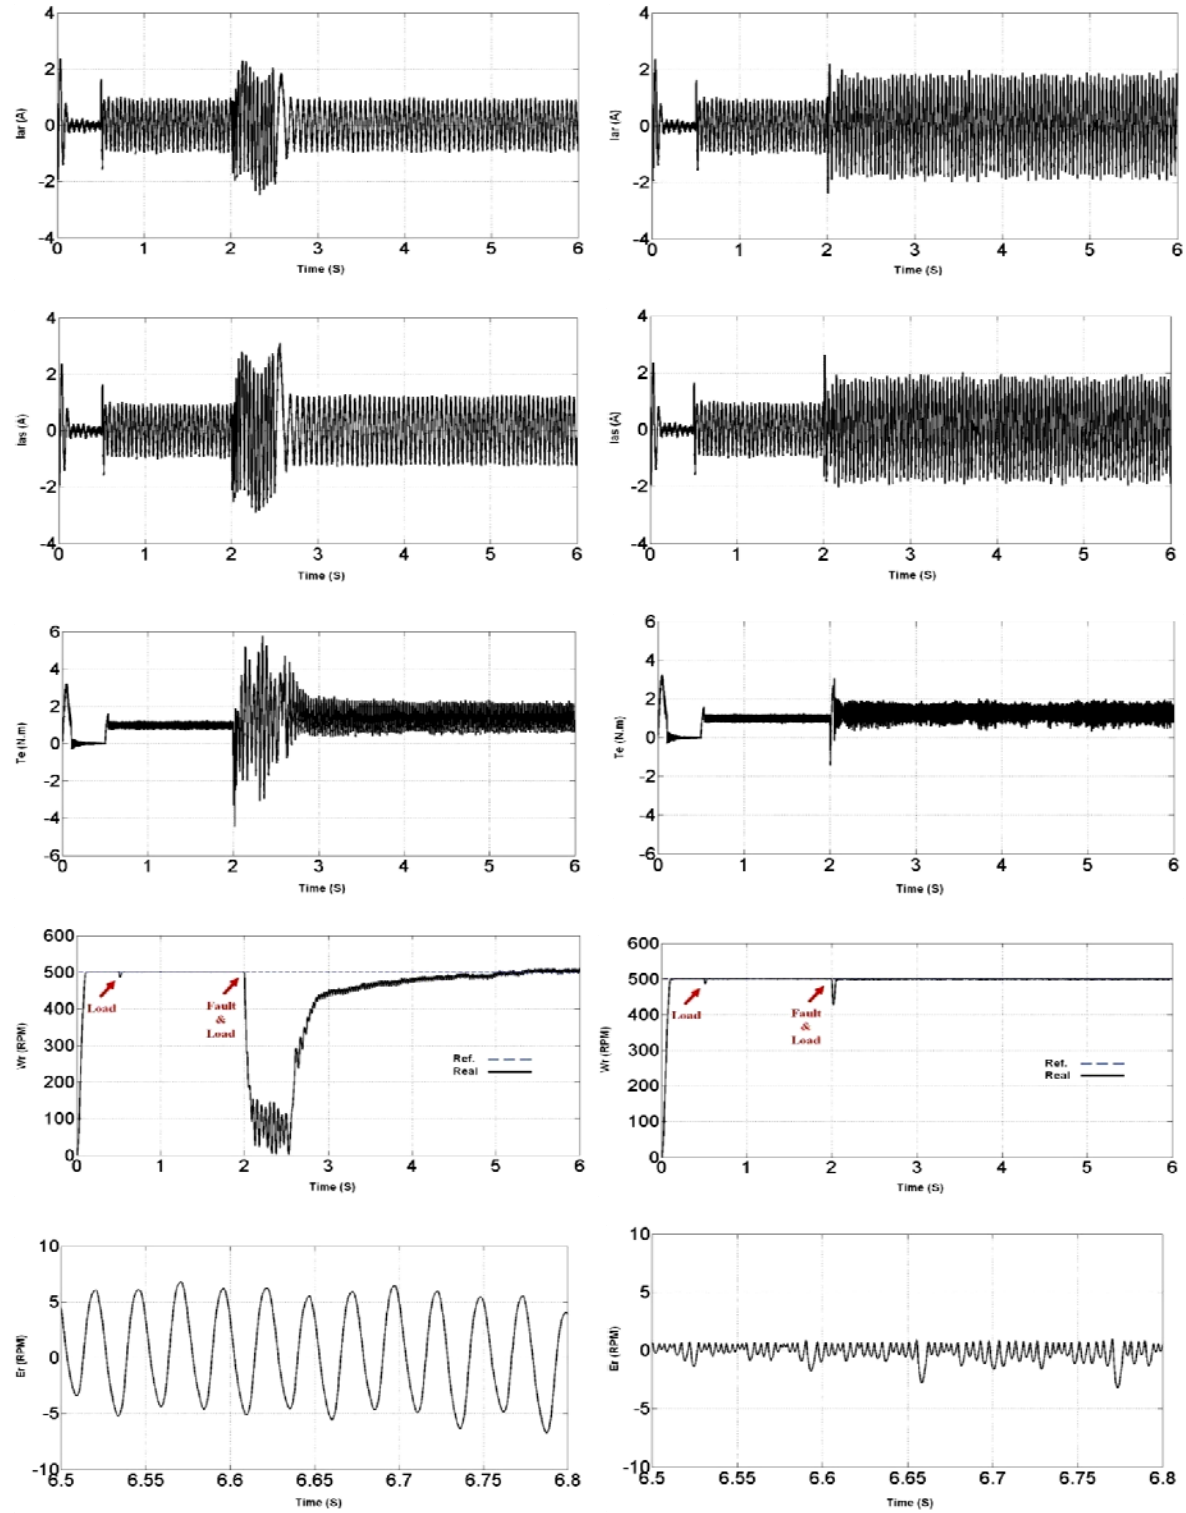 4
2
0
-2
-4
Iar (A)
0 1 2 3 4 5 6
Time (S)
4
2
0
-2
-4
Iar (A)
0 1 2 3 4 5 6
Time (S)
4
2
0
-2
-4
Ias (A)
0 1 2 3 4 5 6
Time (S)
4
2
0
-2
-4
Ias (A)
0 1 2 3 4 5 6
Time (S)
6
4
2
0
-2
-4
-6
Te (N.m)
0 1 2 3 4 5 6
Time (S)
6
4
2
0
-2
-4
-6
Te (N.m)
0 1 2 3 4 5 6
Time (S)
600
500
400
300
200
100
0
Wr (RPM)
Load
Fault
&
Load
Ref.
Real
0 1 2 3 4 5 6
Time (S)
600
500
400
300
200
100
0
Wr (RPM)
Load
Fault
&
Load
Ref.
Real
0 1 2 3 4 5 6
Time (S)
10
5
0
-5
-10
Er (RPM)
6.5 6.55 6.6 6.65 6.7 6.75 6.8
Time (S)
10
5
0
-5
-10
Er (RPM)
6.5 6.55 6.6 6.65 6.7 6.75 6.8
Time (S)